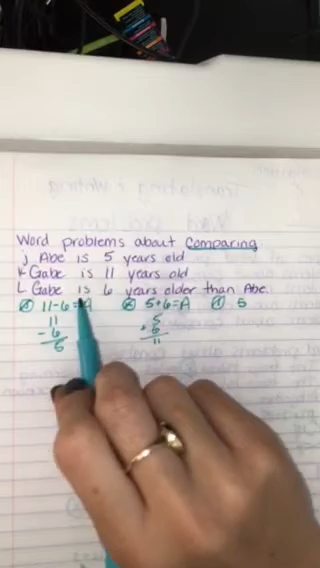 Word problems about Comparing
j Abe is 5 years old
K Gabe is 11 years old
L Gabe is 6 years older than Abe.
11-6=A 5+6=A 5
11 5
-6 +6
5 11